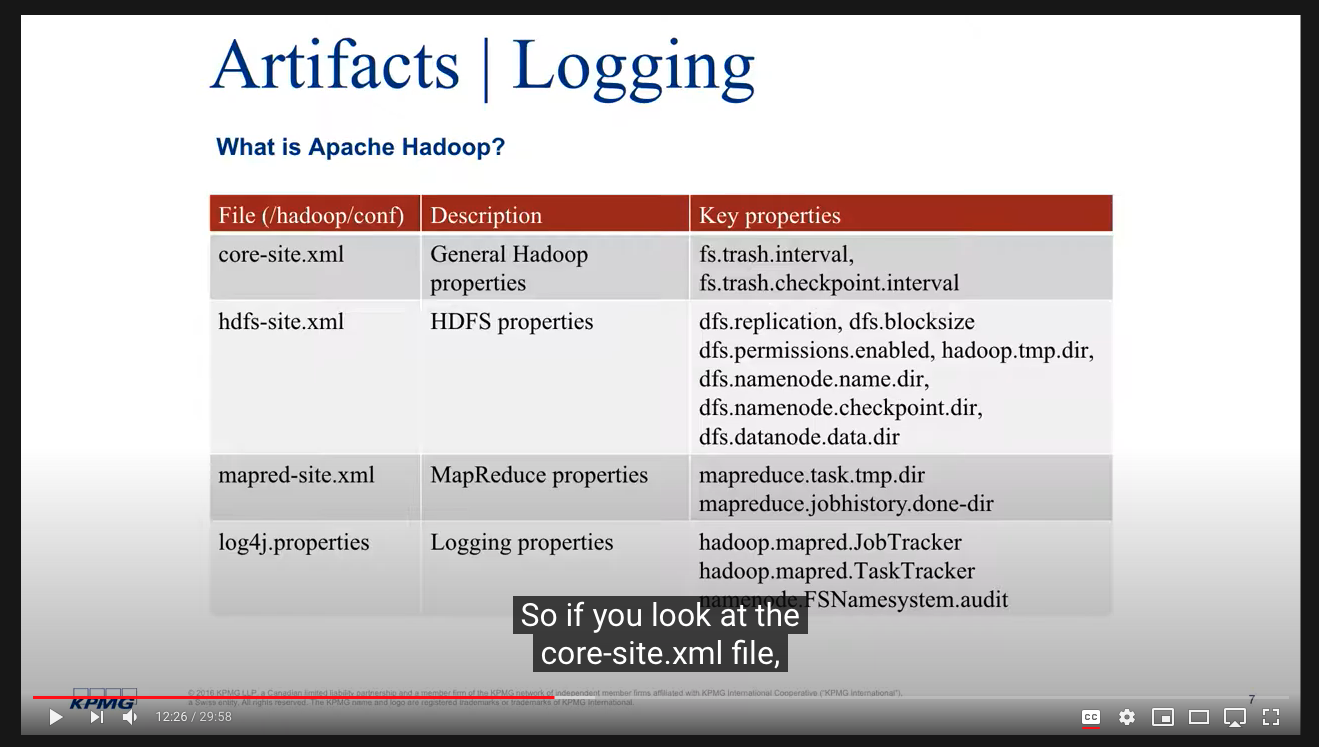 Artifacts | Logging
What is Apache Hadoop?
File (/hadoop/conf) Description Key properties
core-site.xml General Hadoop properties fs.trash.interval,
fs.trash.checkpoint.interval
hdfs-site.xml HDFS properties dfs.replication, dfs.blocksize
dfs.permissions.enabled, hadoop.tmp.dir,
dfs.namenode.name.dir,
dfs.namenode.checkpoint.dir,
dfs.datanode.data.dir
mapred-site.xml MapReduce properties mapreduce.task.tmp.dir
mapreduce.jobhistory.done-dir
log4j.properties Logging properties hadoop.mapred.JobTracker
hadoop.mapred.TaskTracker
namenode.FSNamesystem.audit
So if you look at the
core-site.xml file,
KPMG
© 2016 KPMG LLP, a Canadian limited liability partnership and a member firm of the KPMG network of independent member firms affiliated with KPMG International Cooperative ("KPMG International"),
a Swiss entity. All rights reserved. The KPMG name and logo are registered trademarks or trademarks of KPMG International.
7
12:26 / 29:58
CC